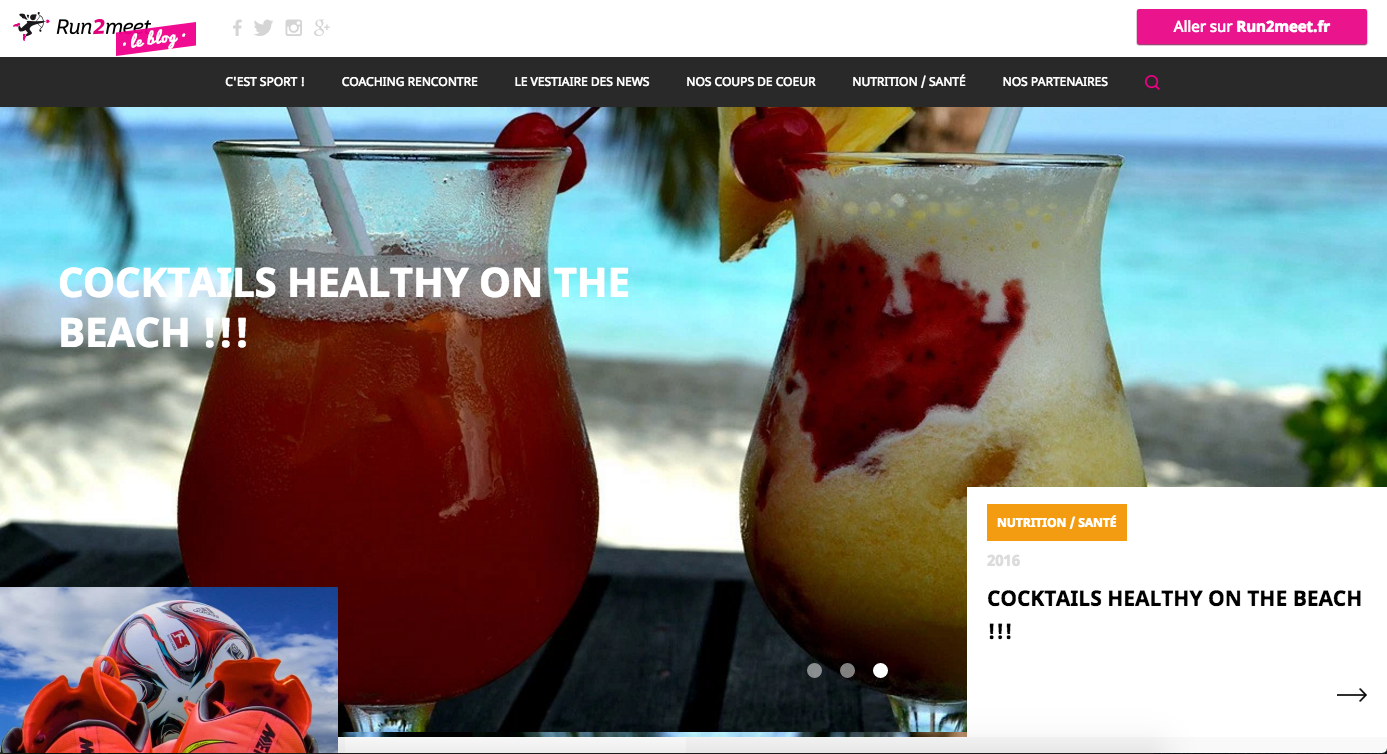 Run2meet
• le blog •
Aller sur Run2meet.fr
C'EST SPORT !
COACHING RENCONTRE
LE VESTIAIRE DES NEWS
NOS COUPS DE COEUR
NUTRITION / SANTÉ
NOS PARTENAIRES
COCKTAILS HEALTHY ON THE
BEACH !!!
NUTRITION / SANTÉ
2016
COCKTAILS HEALTHY ON THE BEACH
!!!